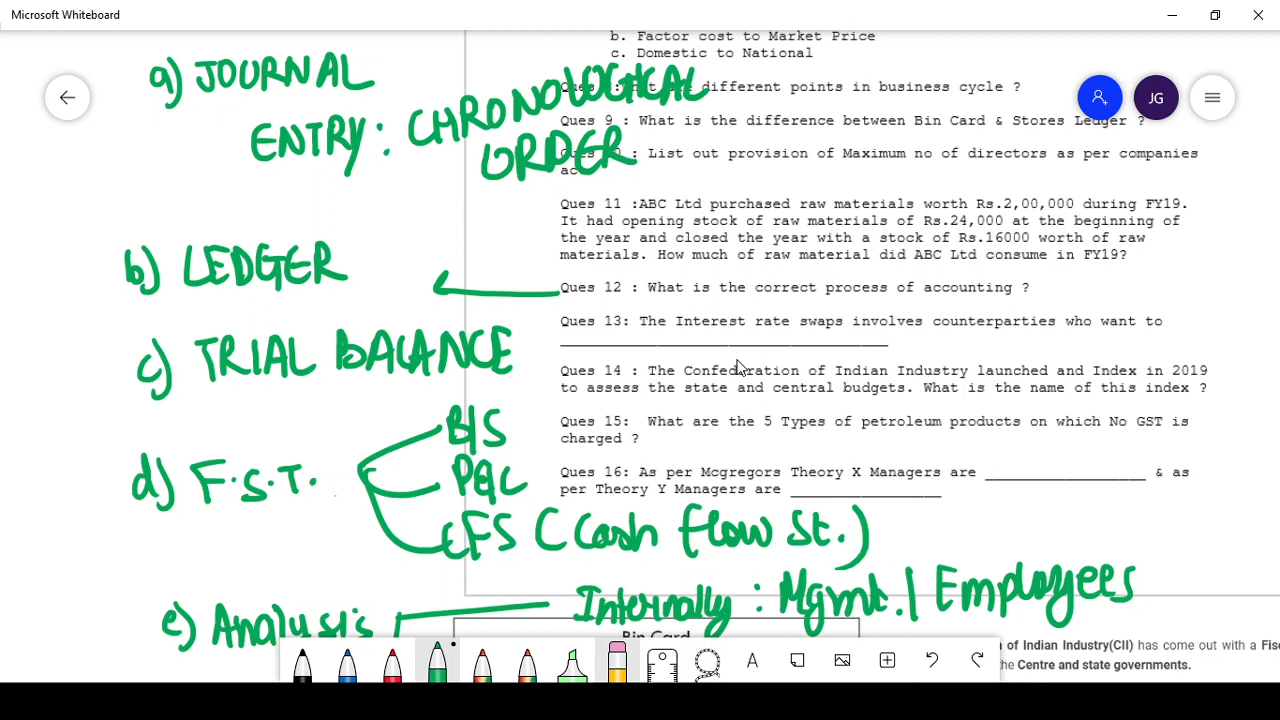 Microsoft Whiteboard
b. Factor cost to Market Price
c. Domestic to National
a) JOURNAL
different points in business cycle ?
JG
ENTRY : CHRONOLOGICAL
ORDER
Ques 9 : What is the difference between Bin Card & Stores Ledger ?
: List out provision of Maximum no of directors as per companies
Ques 11 :ABC Ltd purchased raw materials worth Rs.2,00,000 during FY19.
It had opening stock of raw materials of Rs.24,000 at the beginning of
the year and closed the year with a stock of Rs.16000 worth of raw
materials. How much of raw material did ABC Ltd consume in FY19?
b) LEDGER
Ques 12 : What is the correct process of accounting ?
Ques 13: The Interest rate swaps involves counterparties who want to
___________________________________
c) TRIAL BALANCE
Ques 14 : The Confederation of Indian Industry launched and Index in 2019
to assess the state and central budgets. What is the name of this index ?
Ques 15: What are the 5 Types of petroleum products on which No GST is
charged ?
d) F.S.T.
B/S
P&L
CFS (Cash flow St.)
Ques 16: As per Mcgregors Theory X Managers are __________________ & as
per Theory Y Managers are _________________
e) Analysis
Internally : Mgmt. | Employees
Bin Card
n of Indian Industry(CII) has come out with a Fisc
he Centre and state governments.